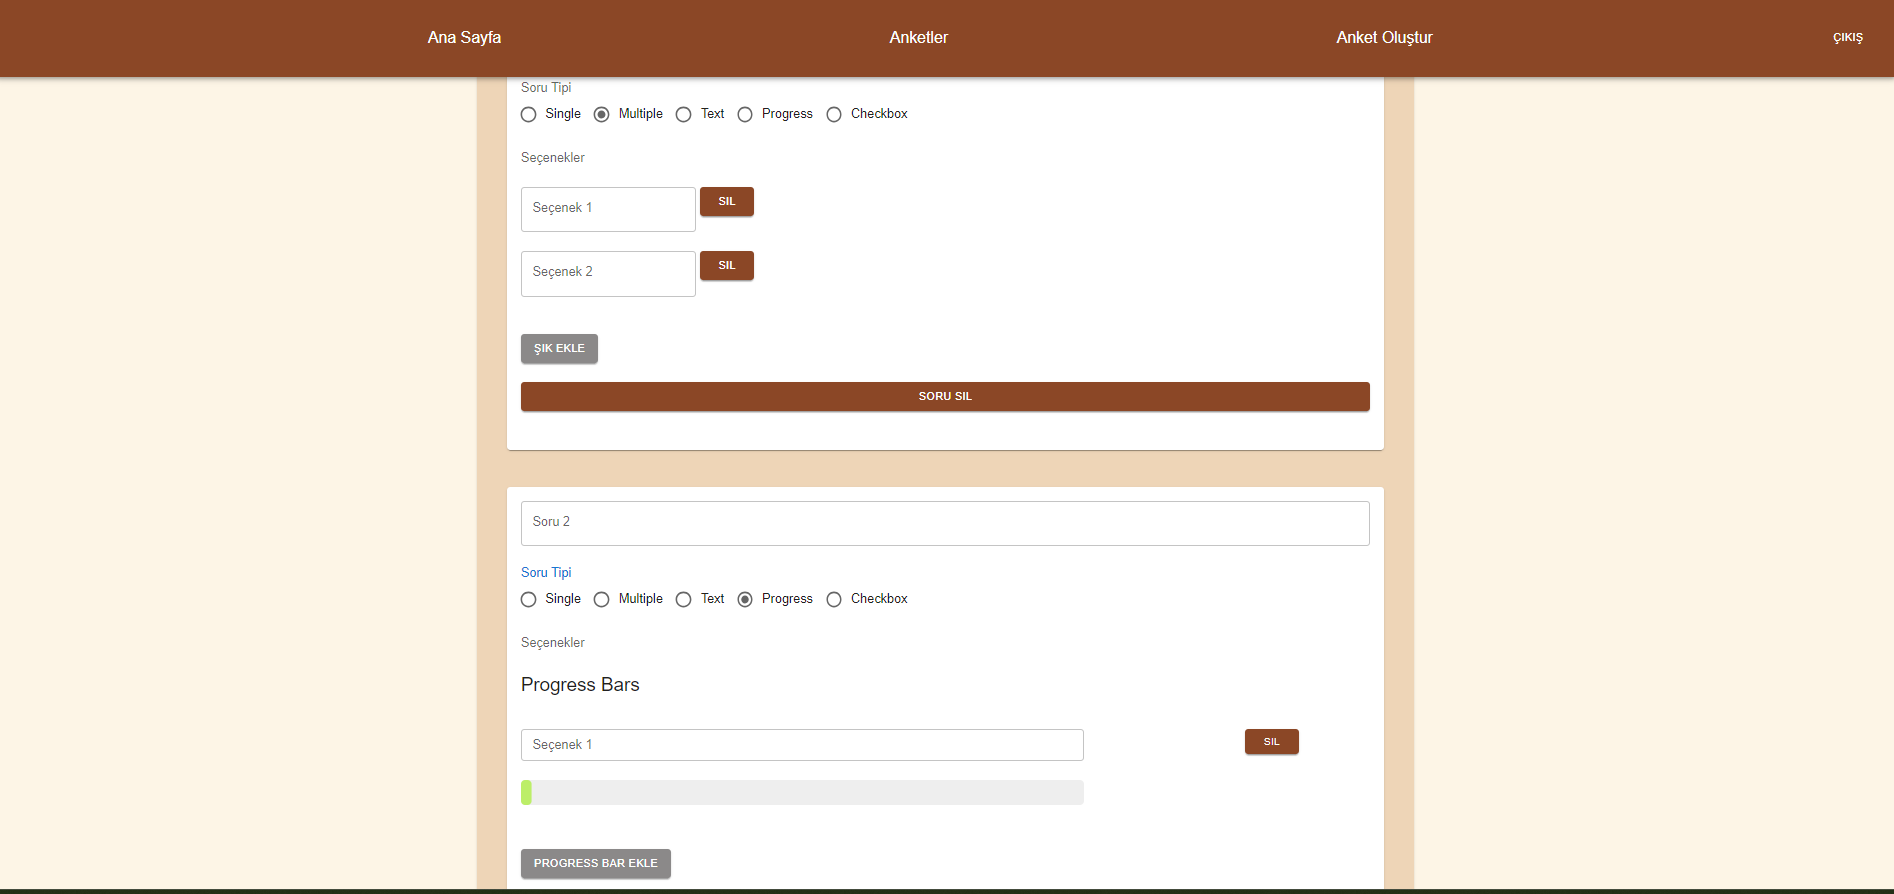 Ana Sayfa Anketler Anket Oluştur ÇIKIŞ
Soru Tipi
Single Multiple Text Progress Checkbox
Seçenekler
Seçenek 1 SIL
Seçenek 2 SIL
ŞIK EKLE
SORU SIL
Soru 2
Soru Tipi
Single Multiple Text Progress Checkbox
Seçenekler
Progress Bars
Seçenek 1 SIL
PROGRESS BAR EKLE